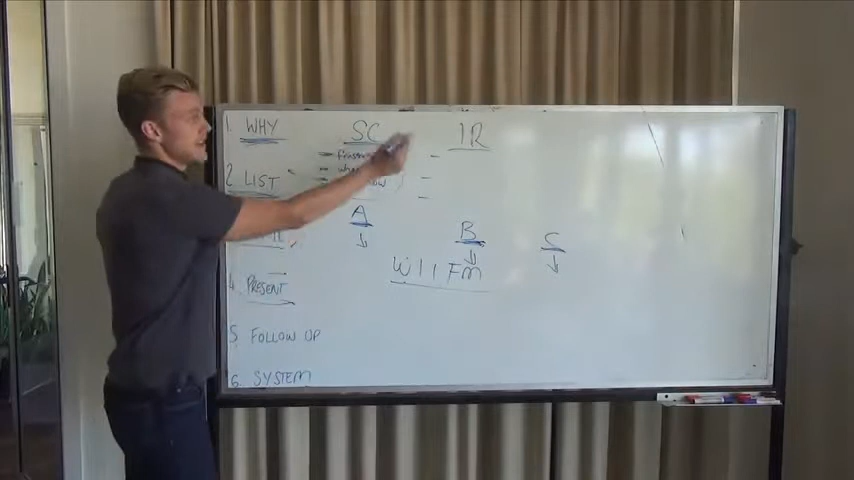 1. WHY
SC
IR
2. LIST
A
B
C
WIIFM
4. PRESENT
5. FOLLOW UP
6. SYSTEM